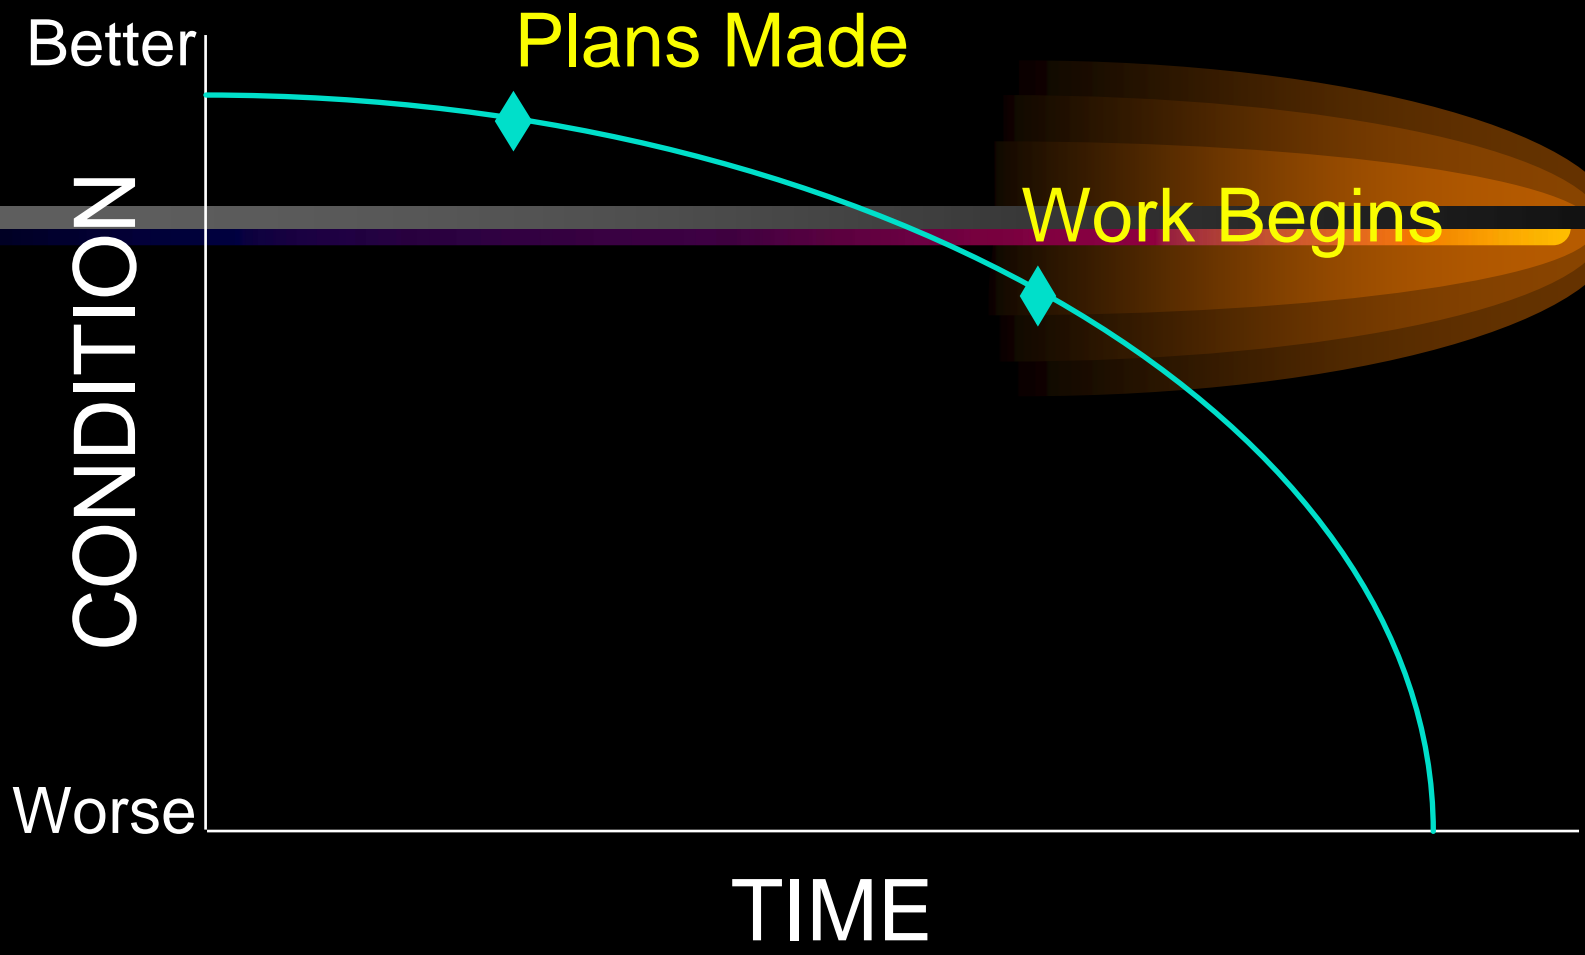 Better
Plans Made
Work Begins
CONDITION
Worse
TIME